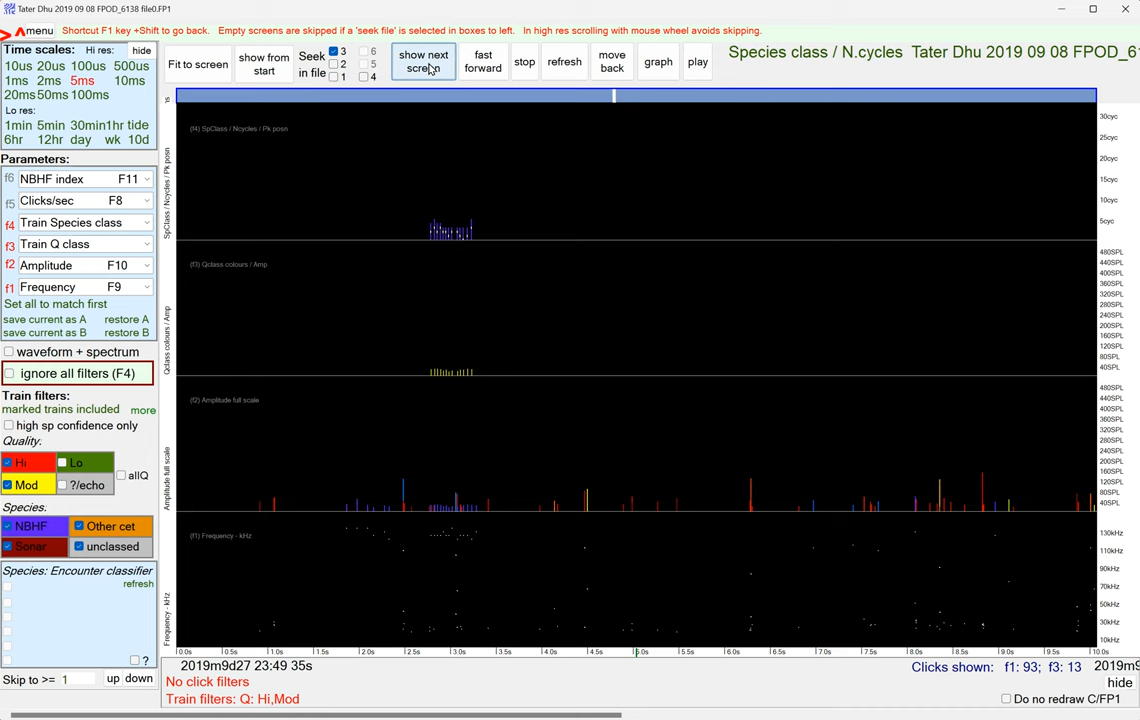 Tater Dhu 2019 09 08 FPOD_6138 file0.FP1
menu
Shortcut F1 key +Shift to go back. Empty screens are skipped if a 'seek file' is selected in boxes to left. In high res scrolling with mouse wheel avoids skipping.
Time scales: Hi res: hide
10us 20us 100us 500us
1ms 2ms 5ms 10ms
20ms 50ms 100ms
Lo res:
1min 5min 30min 1hr tide
6hr 12hr day wk 10d
Fit to screen
show from start
Seek in file
3
2
1
6
5
4
show next screen
fast forward
stop
refresh
move back
graph
play
Species class / N.cycles Tater Dhu 2019 09 08 FPOD_6
Parameters:
f6 NBHF index F11
f5 Clicks/sec F8
f4 Train Species class
f3 Train Q class
f2 Amplitude F10
f1 Frequency F9
Set all to match first
save current as A restore A
save current as B restore B
waveform + spectrum
ignore all filters (F4)
Train filters:
marked trains included more
high sp confidence only
Quality:
Hi Lo
Mod ?/echo
allQ
Species:
NBHF Other cet
Sonar unclassed
Species: Encounter classifier
refresh
?
Skip to >= 1 up down
(f4) SpClass / Ncycles / Pk posn
SpClass / Ncycles / Pk posn
30cyc
25cyc
20cyc
15cyc
10cyc
5cyc
(f3) Qclass colours / Amp
Qclass colours / Amp
480SPL
440SPL
400SPL
360SPL
320SPL
280SPL
240SPL
200SPL
160SPL
120SPL
80SPL
40SPL
(f2) Amplitude full scale
Amplitude full scale
480SPL
440SPL
400SPL
360SPL
320SPL
280SPL
240SPL
200SPL
160SPL
120SPL
80SPL
40SPL
(f1) Frequency - kHz
Frequency - kHz
130kHz
110kHz
90kHz
70kHz
50kHz
30kHz
10kHz
0.0s 0.5s 1.0s 1.5s 2.0s 2.5s 3.0s 3.5s 4.0s 4.5s 5.0s 5.5s 6.0s 6.5s 7.0s 7.5s 8.0s 8.5s 9.0s 9.5s 10.0s
2019m9d27 23:49 35s
Clicks shown: f1: 93; f3: 13 2019m9
No click filters
hide
Train filters: Q: Hi,Mod
Do no redraw C/FP1